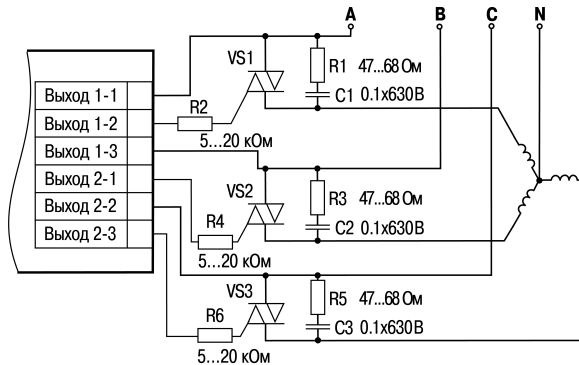 A B C N
VS1
R1 47...68 Ом
C1 0.1x630В
Выход 1-1
Выход 1-2
R2
5...20 кОм
Выход 1-3
Выход 2-1
VS2
R3 47...68 Ом
C2 0.1x630В
Выход 2-2
R4
Выход 2-3
5...20 кОм
VS3
R5 47...68 Ом
C3 0.1x630В
R6
5...20 кОм